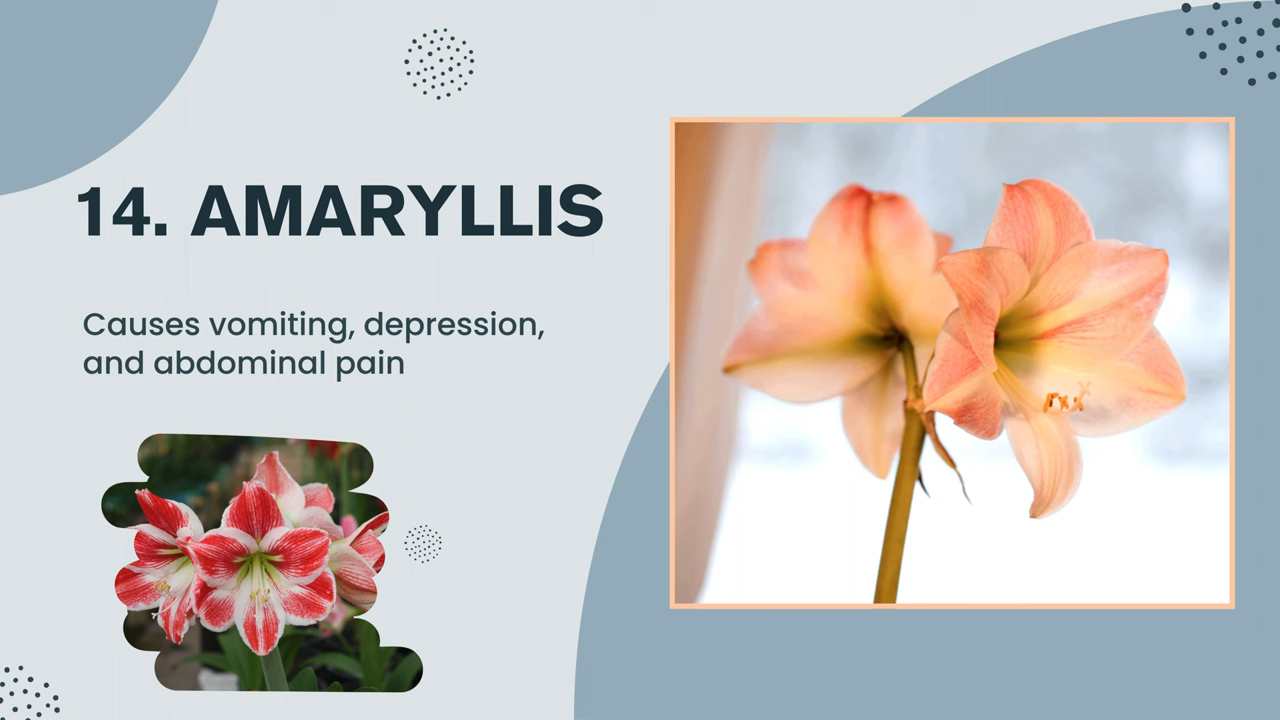 14. AMARYLLIS
Causes vomiting, depression,
and abdominal pain